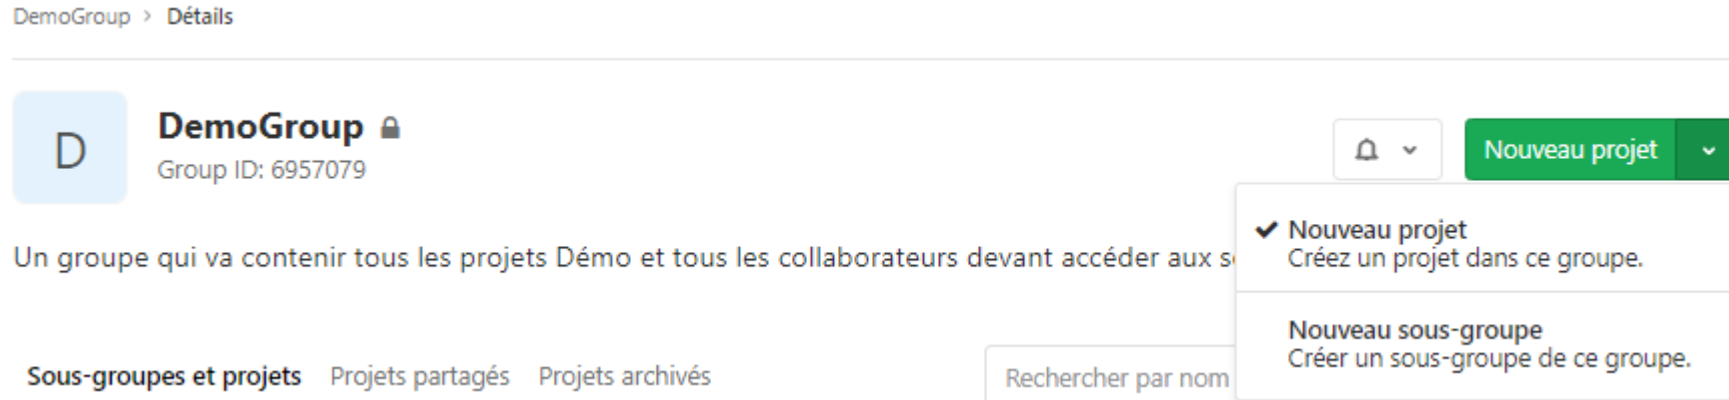 DemoGroup > Détails
D
DemoGroup
Group ID: 6957079
Nouveau projet
Un groupe qui va contenir tous les projets Démo et tous les collaborateurs devant accéder aux
Nouveau projet
Créez un projet dans ce groupe.
Nouveau sous-groupe
Créer un sous-groupe de ce groupe.
Sous-groupes et projets Projets partagés Projets archivés
Rechercher par nom